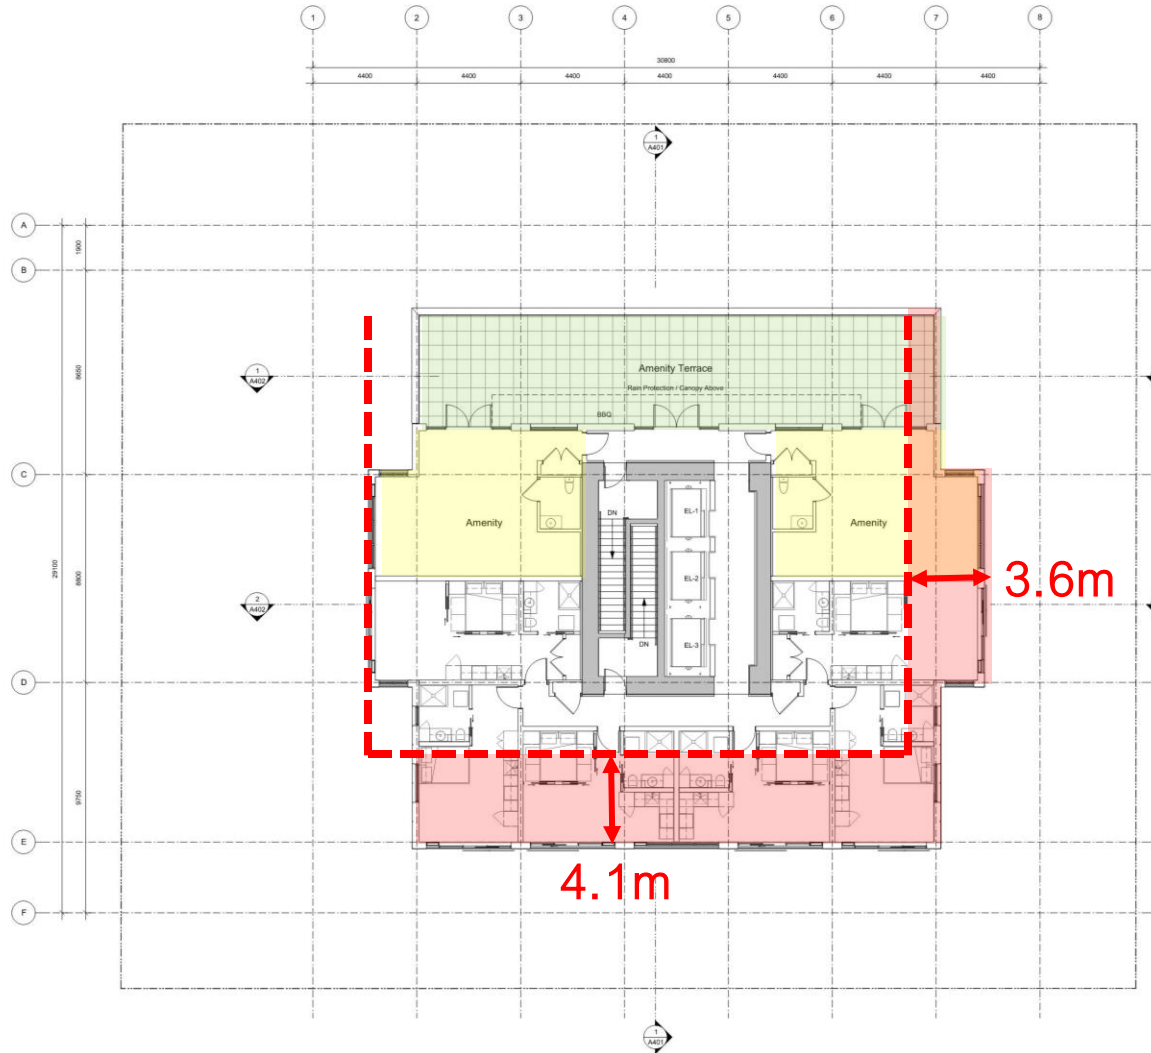 1 2 3 4 5 6 7 8
30800
4400 4400 4400 4400 4400 4400 4400
1
A401
A
1900
B
8650
1
A402
Amenity Terrace
Rain Protection / Canopy Above
BBQ
C
Amenity
DN
EL-1
Amenity
29100
8800
EL-2
3.6m
2
A402
DN
EL-3
D
9750
E
4.1m
F
1
A401